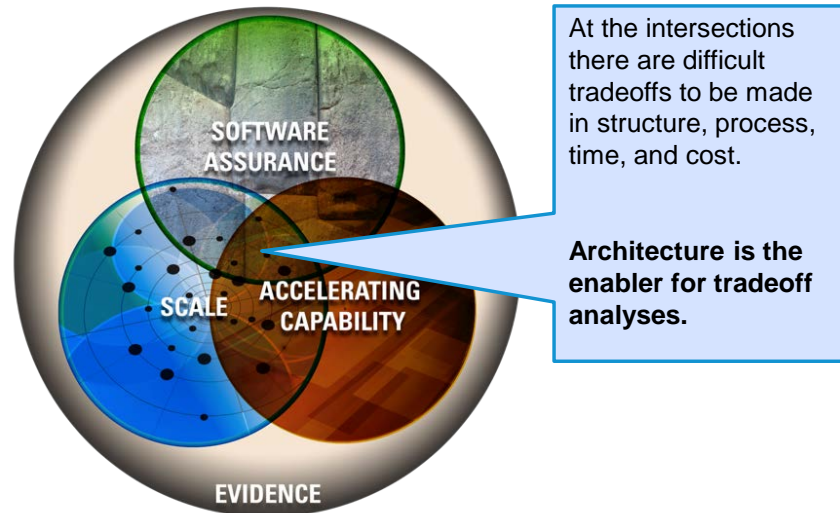 SOFTWARE
ASSURANCE
SCALE
ACCELERATING
CAPABILITY
EVIDENCE
At the intersections
there are difficult
tradeoffs to be made
in structure, process,
time, and cost.
Architecture is the
enabler for tradeoff
analyses.